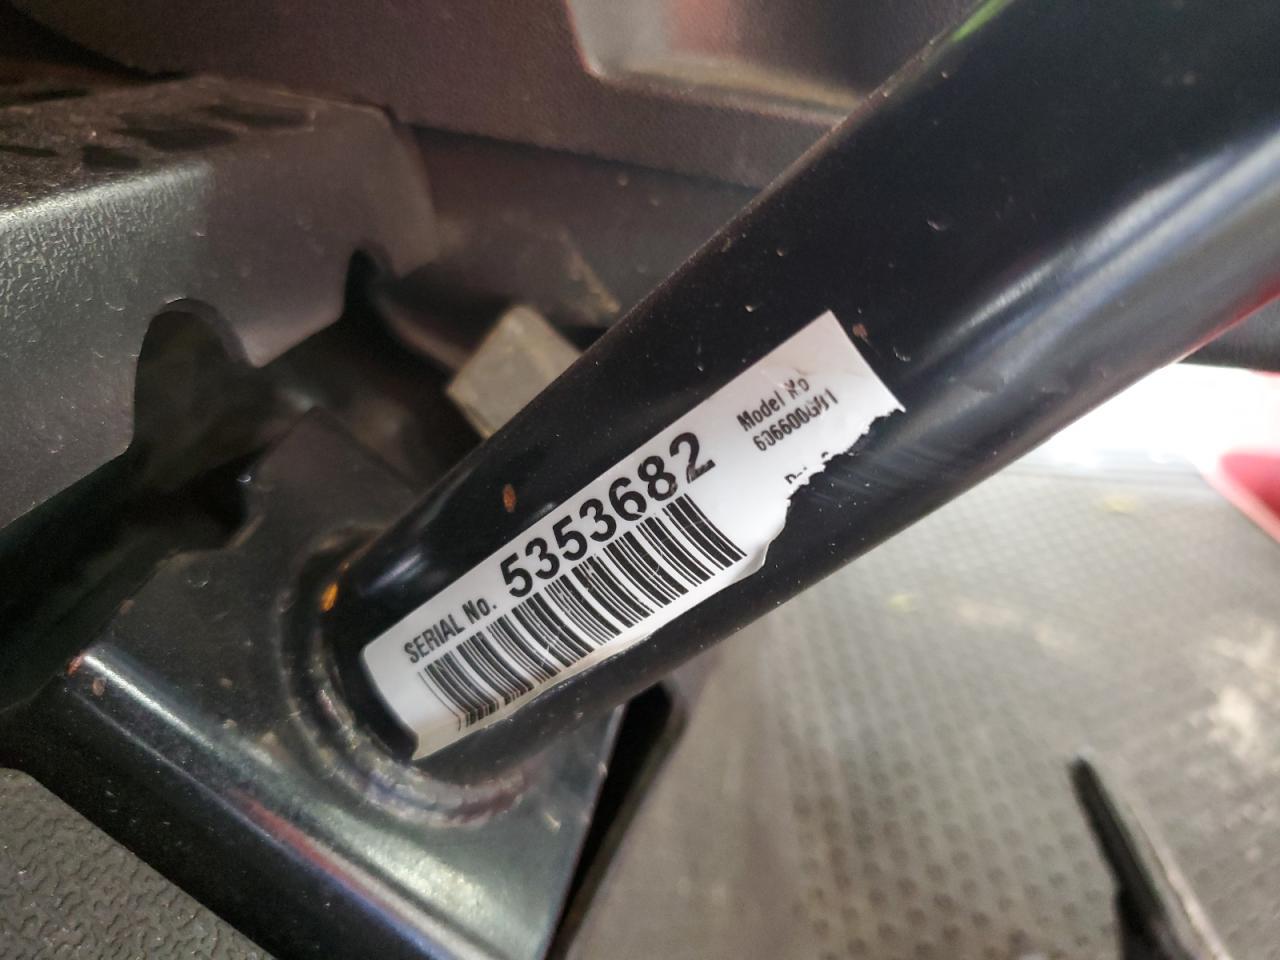 SERIAL No. 5353682
Model No